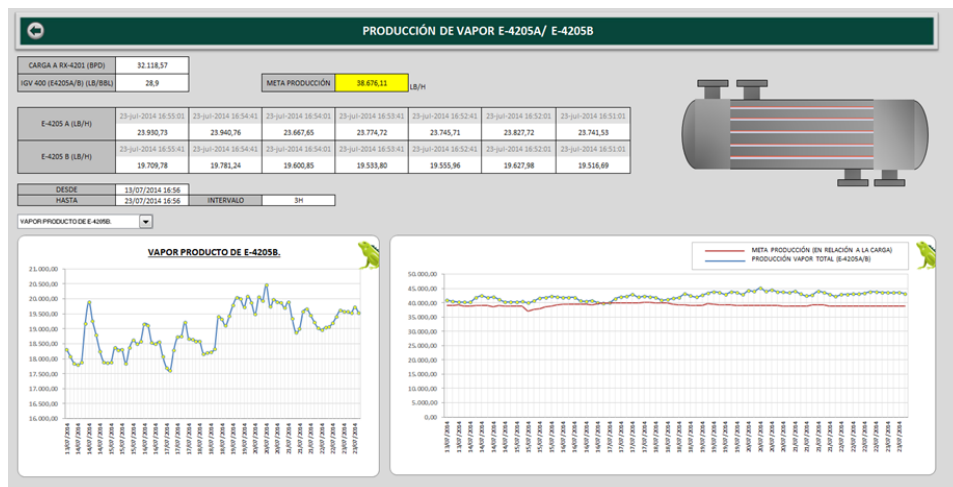 PRODUCCIÓN DE VAPOR E-4205A/ E-4205B
CARGA A RX-4201 (BPD) 32.118,57
IGV 400 (E4205A/B) (LB/BBL) 28,9 META PRODUCCIÓN 38.676,11 LB/H
E-4205 A (LB/H)
23-jul-2014 16:55:01 23-jul-2014 16:54:41 23-jul-2014 16:54:01 23-jul-2014 16:53:41 23-jul-2014 16:52:41 23-jul-2014 16:52:01 23-jul-2014 16:51:01
23.930,73 23.940,76 23.667,65 23.774,72 23.745,71 23.827,72 23.741,53
E-4205 B (LB/H)
23-jul-2014 16:55:41 23-jul-2014 16:54:41 23-jul-2014 16:54:01 23-jul-2014 16:53:41 23-jul-2014 16:52:41 23-jul-2014 16:52:01 23-jul-2014 16:51:01
19.709,78 19.781,24 19.600,85 19.533,80 19.555,96 19.627,98 19.516,69
DESDE 13/07/2014 16:56
HASTA 23/07/2014 16:56 INTERVALO 3H
VAPOR PRODUCTO DE E-4205B.
VAPOR PRODUCTO DE E-4205B.
21.000,00
20.500,00
20.000,00
19.500,00
19.000,00
18.500,00
18.000,00
17.500,00
17.000,00
16.500,00
16.000,00
META PRODUCCIÓN (EN RELACIÓN A LA CARGA)
PRODUCCIÓN VAPOR TOTAL (E-4205A/B)
50.000,00
45.000,00
40.000,00
35.000,00
30.000,00
25.000,00
20.000,00
15.000,00
10.000,00
5.000,00
0,00